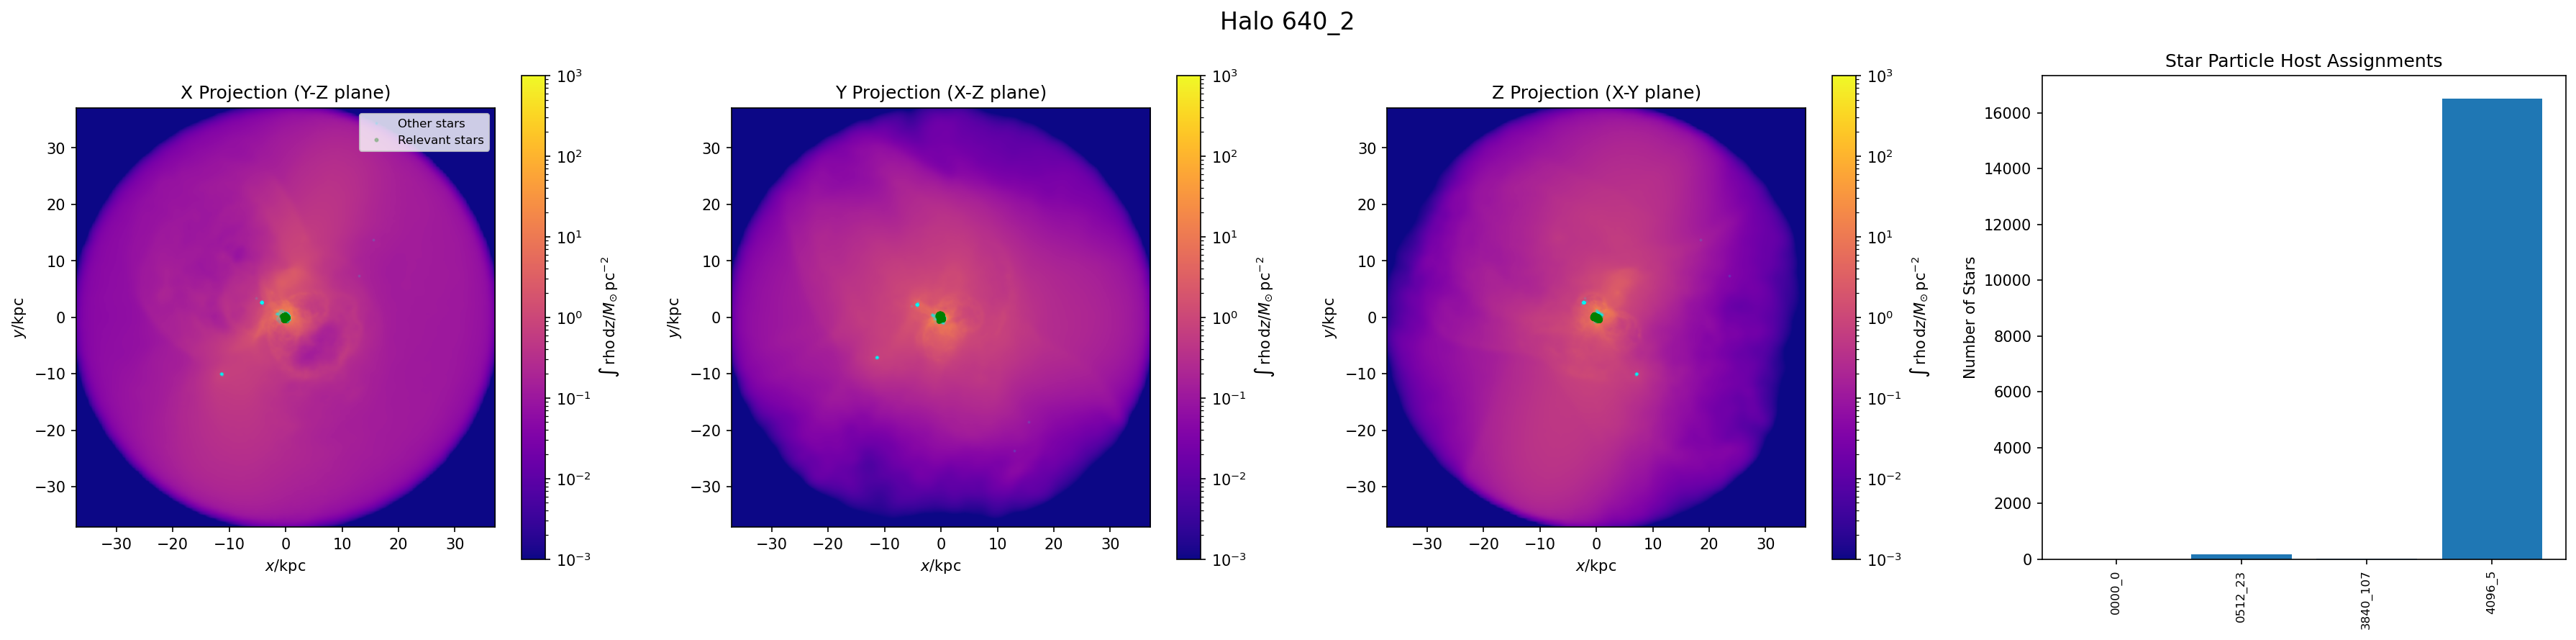 Halo 640_2
X Projection (Y-Z plane)
Other stars
Relevant stars
30
20
10
0
−10
−20
−30
y/kpc
−30 −20 −10 0 10 20 30
x/kpc
10³
10²
10¹
10⁰
10⁻¹
10⁻²
10⁻³
∫ rho dz/M⊙ pc⁻²
Y Projection (X-Z plane)
30
20
10
0
−10
−20
−30
y/kpc
−30 −20 −10 0 10 20 30
x/kpc
10³
10²
10¹
10⁰
10⁻¹
10⁻²
10⁻³
∫ rho dz/M⊙ pc⁻²
Z Projection (X-Y plane)
30
20
10
0
−10
−20
−30
y/kpc
−30 −20 −10 0 10 20 30
x/kpc
10³
10²
10¹
10⁰
10⁻¹
10⁻²
10⁻³
∫ rho dz/M⊙ pc⁻²
Star Particle Host Assignments
16000
14000
12000
10000
8000
6000
4000
2000
0
Number of Stars
0000_0
0512_23
3840_107
4096_5